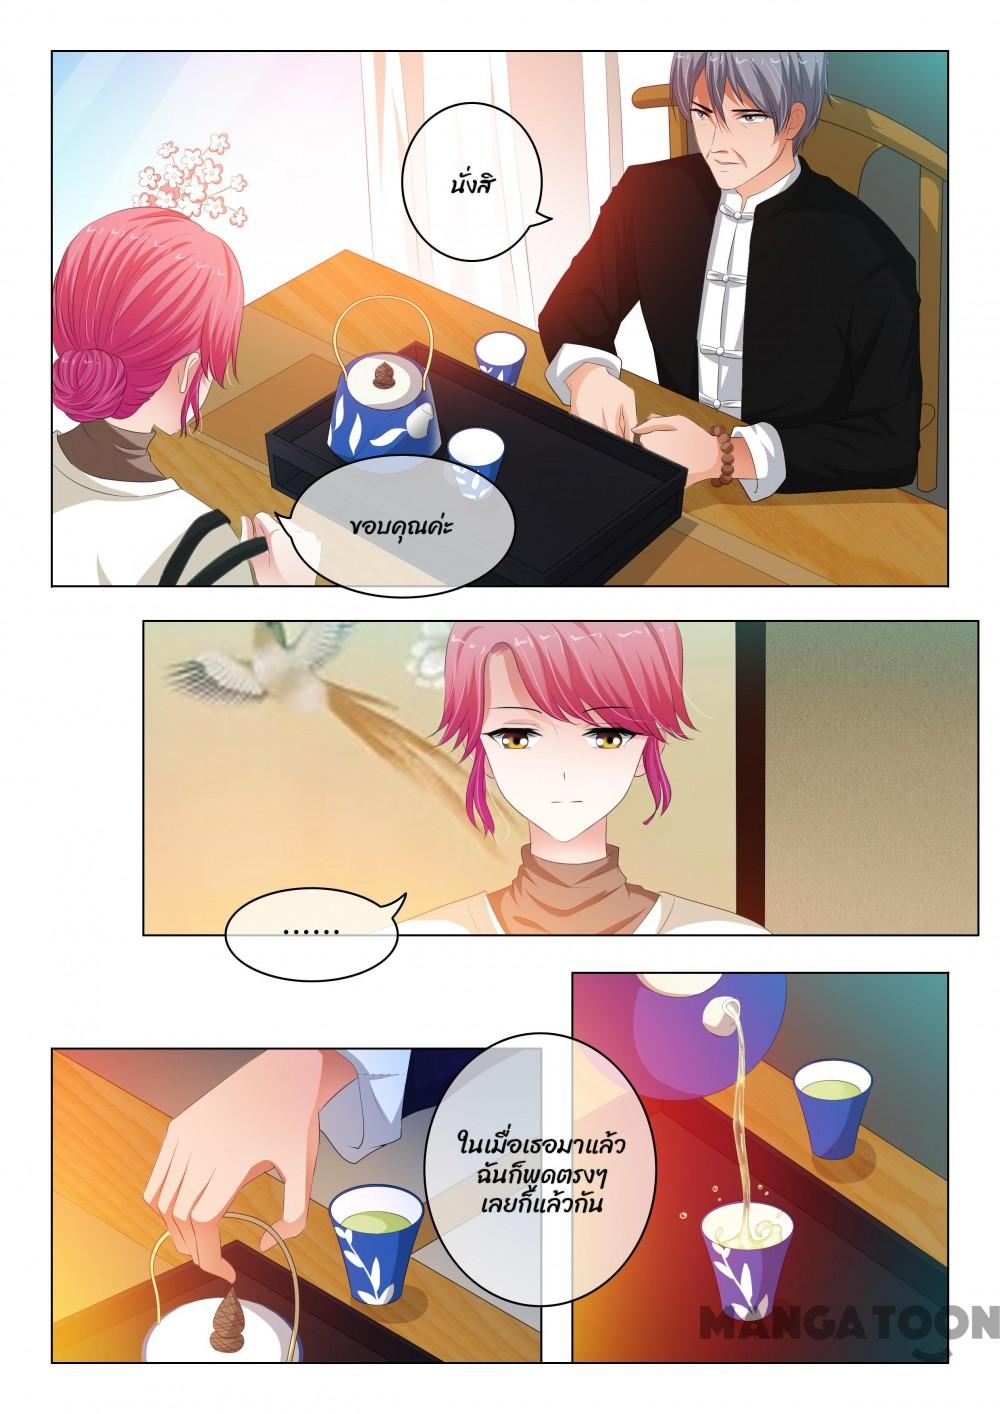 นั่งสิ
ขอบคุณค่ะ
......
ในเมื่อเธอมาแล้ว
ฉันก็พูดตรงๆ
เลยก็แล้วกัน
MANGATOON